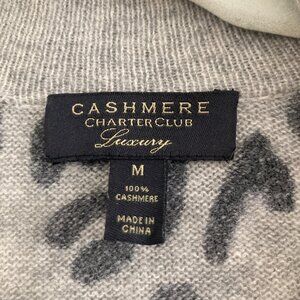 CASHMERE
CHARTER CLUB
Luxury
M
100%
CASHMERE
MADE IN
CHINA